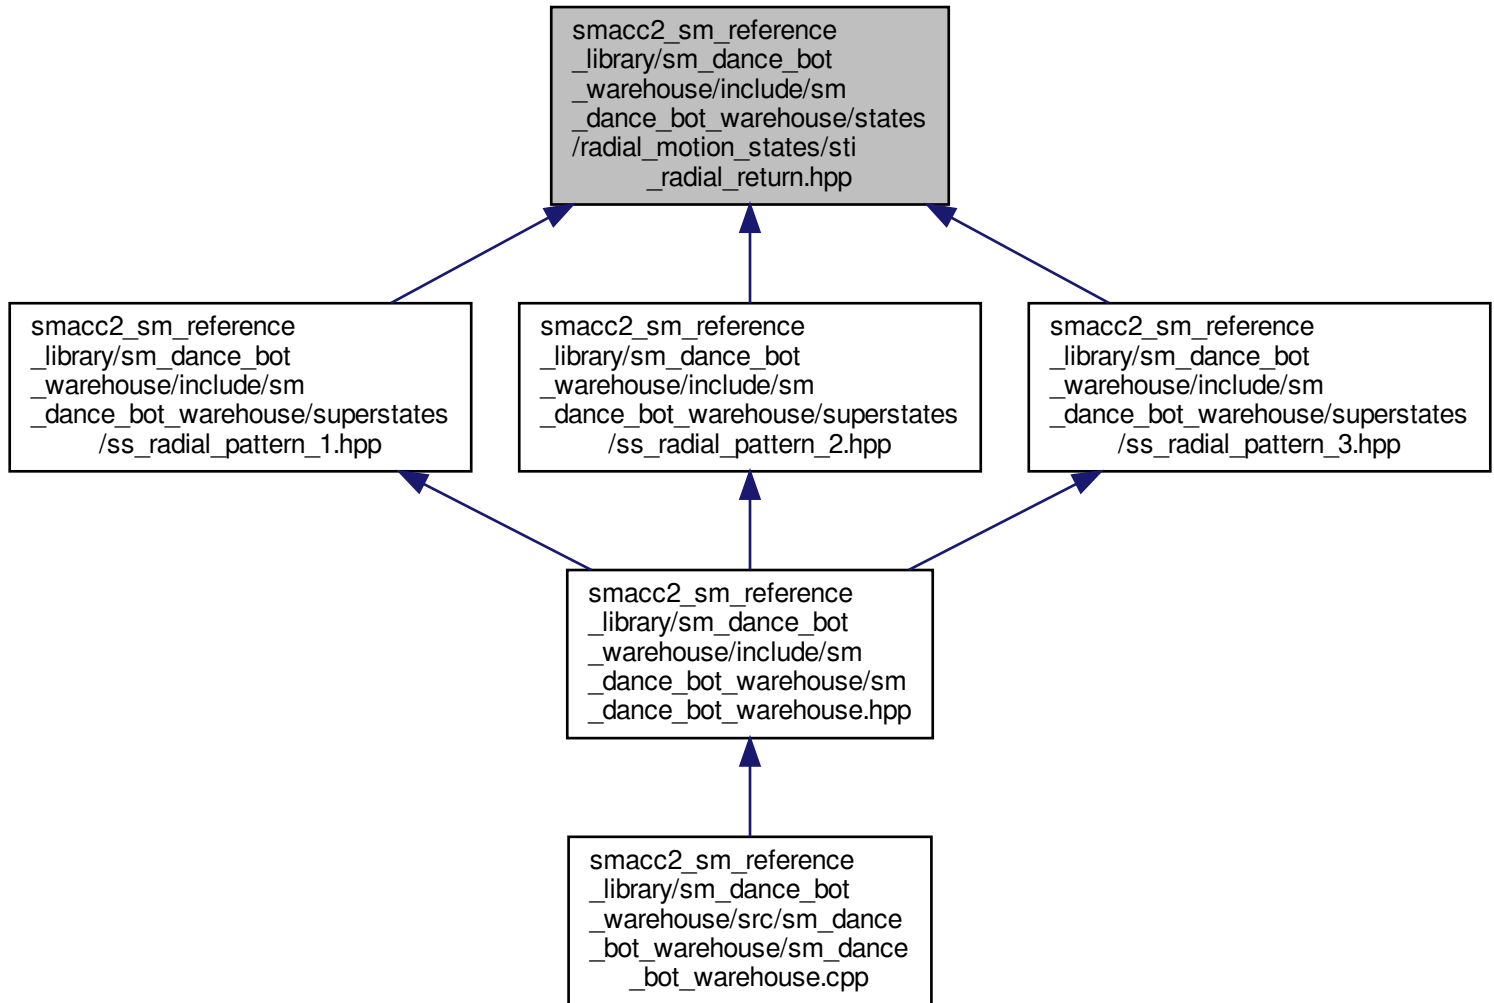 smacc2_sm_reference
_library/sm_dance_bot
_warehouse/include/sm
_dance_bot_warehouse/states
/radial_motion_states/sti
_radial_return.hpp
smacc2_sm_reference
_library/sm_dance_bot
_warehouse/include/sm
_dance_bot_warehouse/superstates
/ss_radial_pattern_1.hpp
smacc2_sm_reference
_library/sm_dance_bot
_warehouse/include/sm
_dance_bot_warehouse/superstates
/ss_radial_pattern_2.hpp
smacc2_sm_reference
_library/sm_dance_bot
_warehouse/include/sm
_dance_bot_warehouse/superstates
/ss_radial_pattern_3.hpp
smacc2_sm_reference
_library/sm_dance_bot
_warehouse/include/sm
_dance_bot_warehouse/sm
_dance_bot_warehouse.hpp
smacc2_sm_reference
_library/sm_dance_bot
_warehouse/src/sm_dance
_bot_warehouse/sm_dance
_bot_warehouse.cpp